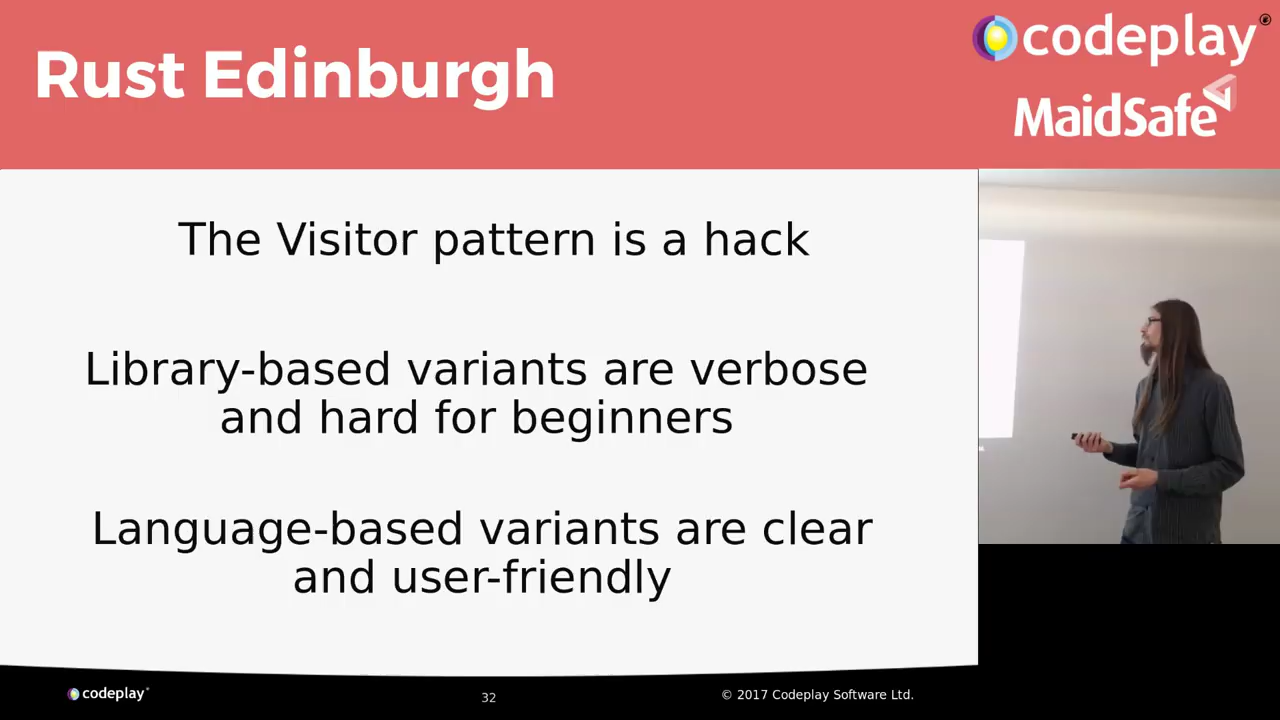 Rust Edinburgh
codeplay®
MaidSafe
The Visitor pattern is a hack
Library-based variants are verbose
and hard for beginners
Language-based variants are clear
and user-friendly
codeplay®
32
© 2017 Codeplay Software Ltd.